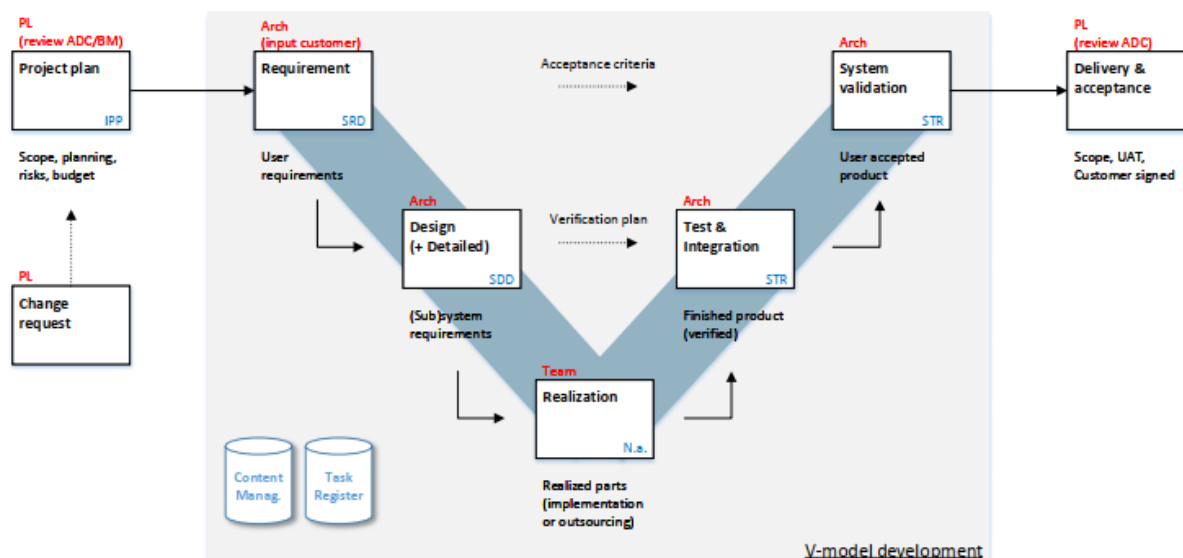 PL
(review ADC/BM)
Project plan
IPP
Scope, planning,
risks, budget
PL
Change
request
Arch
(input customer)
Requirement
SRD
User
requirements
Acceptance criteria
Arch
System
validation
STR
User accepted
product
PL
(review ADC)
Delivery &
acceptance
Scope, UAT,
Customer signed
Arch
Design
(+ Detailed)
SDD
(Sub)system
requirements
Verification plan
Arch
Test &
Integration
STR
Finished product
(verified)
Team
Realization
N.a.
Realized parts
(implementation
or outsourcing)
Content
Manag.
Task
Register
V-model development